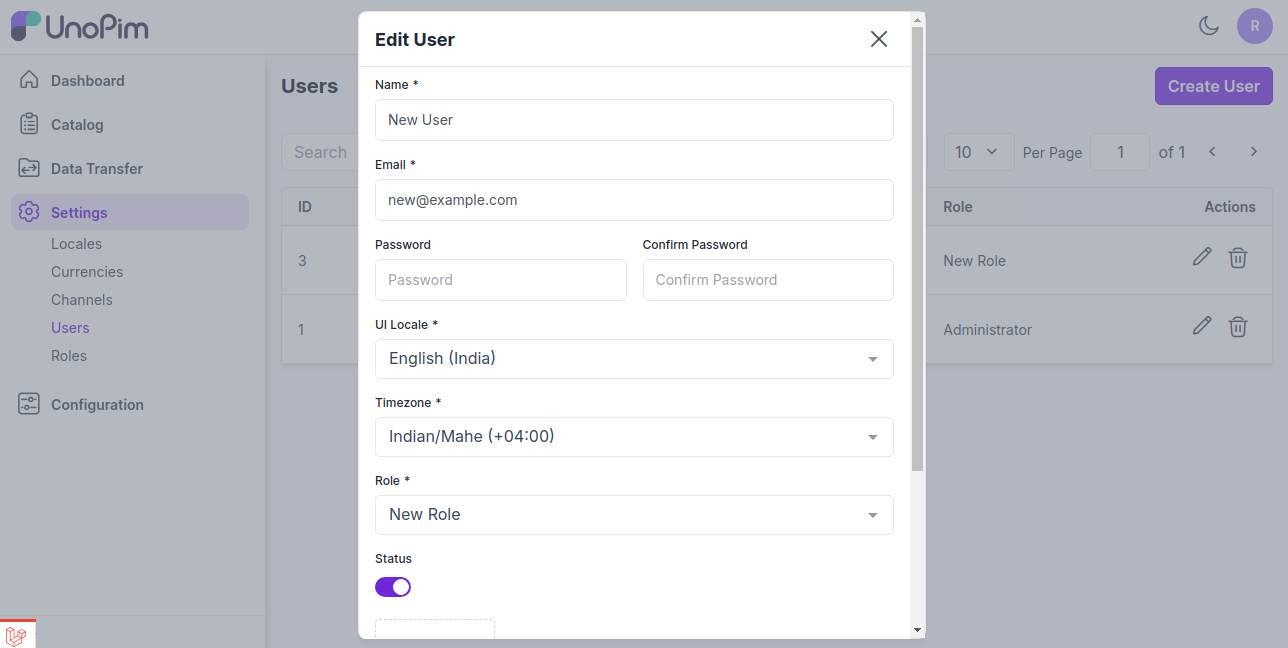 UnoPim
R
Dashboard
Catalog
Data Transfer
Settings
Locales
Currencies
Channels
Users
Roles
Configuration
Users
Create User
Search
10
Per Page
1
of 1
ID
Role
Actions
3
New Role
1
Administrator
Edit User
Name *
New User
Email *
new@example.com
Password
Confirm Password
Password
Confirm Password
UI Locale *
English (India)
Timezone *
Indian/Mahe (+04:00)
Role *
New Role
Status